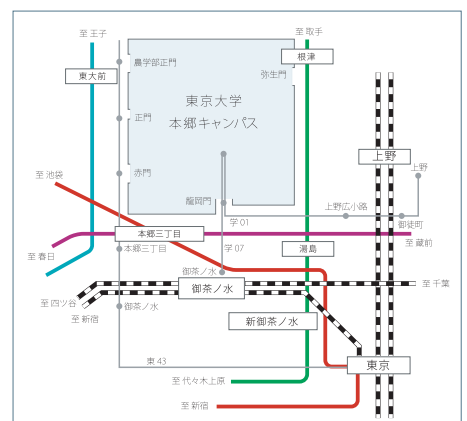 至 王子
至 取手
農学部正門
根津
東大前
弥生門
東京大学
本郷キャンパス
正門
上野
赤門
上野
至 池袋
龍岡門
上野広小路
学 01
御徒町
本郷三丁目
至 蔵前
本郷三丁目
学 07
湯島
至 春日
御茶ノ水
至 千葉
御茶ノ水
至 四ツ谷
御茶ノ水
至 新宿
新御茶ノ水
東 43
東京
至 代々木上原
至 新宿